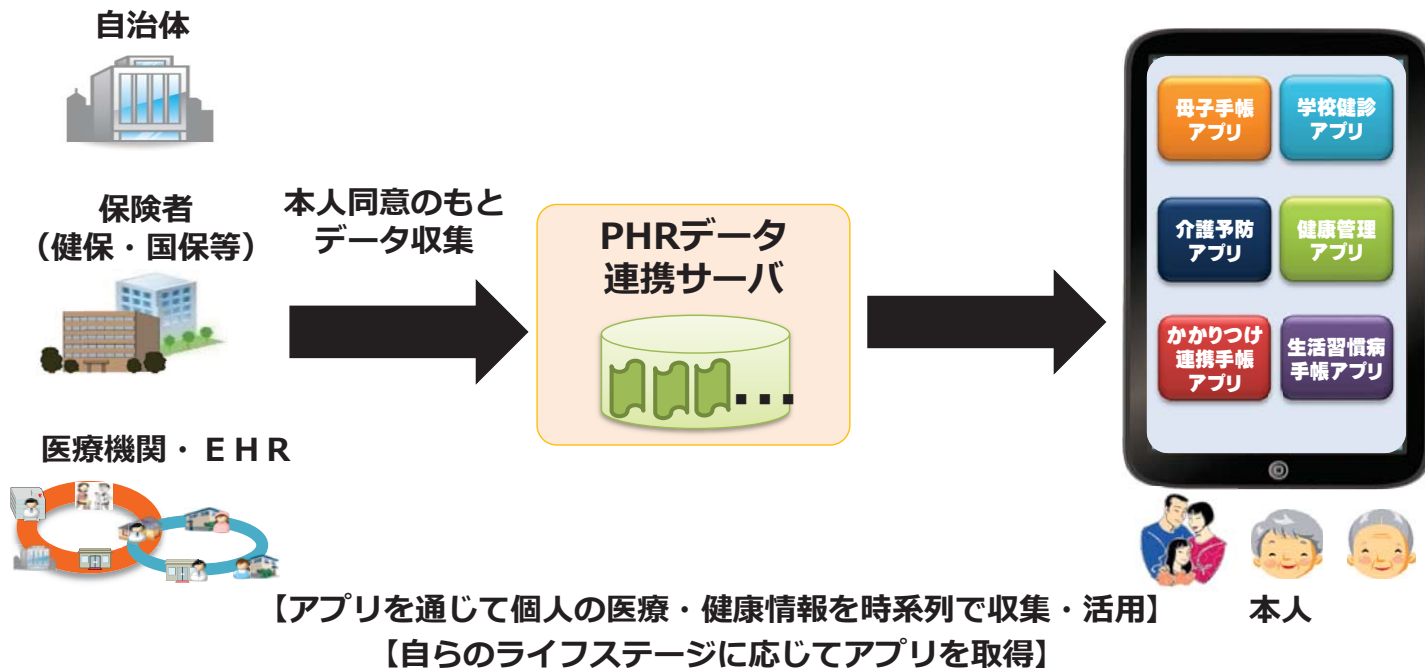 自治体
保険者
（健保・国保等）
医療機関・ＥＨＲ
本人同意のもと
データ収集
PHRデータ
連携サーバ
...
母子手帳
アプリ
学校健診
アプリ
介護予防
アプリ
健康管理
アプリ
かかりつけ
連携手帳
アプリ
生活習慣病
手帳アプリ
本人
【アプリを通じて個人の医療・健康情報を時系列で収集・活用】
【自らのライフステージに応じてアプリを取得】